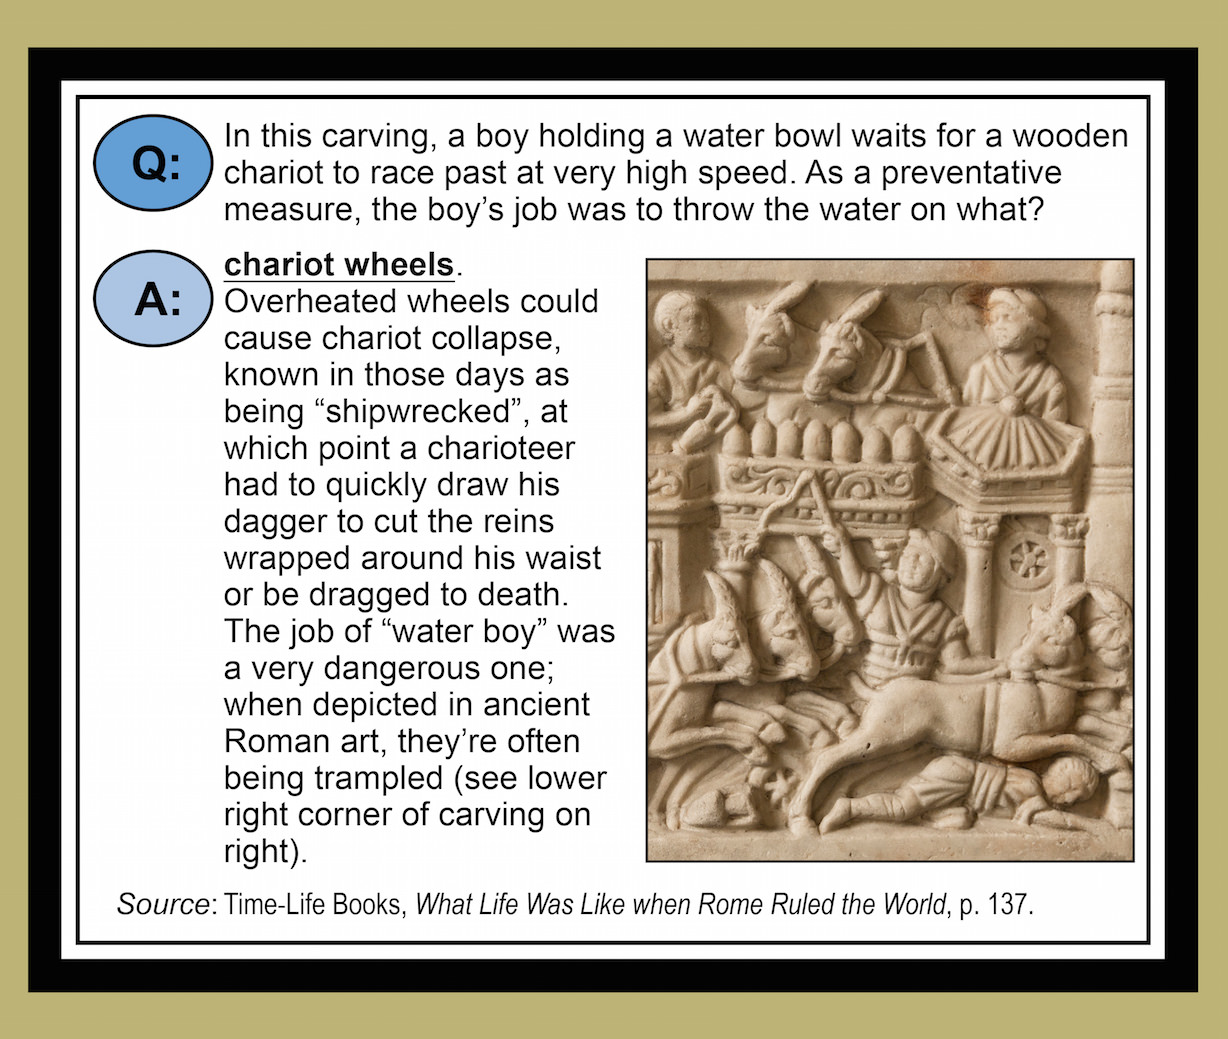 Q:
In this carving, a boy holding a water bowl waits for a wooden
chariot to race past at very high speed. As a preventative
measure, the boy’s job was to throw the water on what?
A:
chariot wheels.
Overheated wheels could
cause chariot collapse,
known in those days as
being “shipwrecked”, at
which point a charioteer
had to quickly draw his
dagger to cut the reins
wrapped around his waist
or be dragged to death.
The job of “water boy” was
a very dangerous one;
when depicted in ancient
Roman art, they’re often
being trampled (see lower
right corner of carving on
right).
Source: Time-Life Books, What Life Was Like when Rome Ruled the World, p. 137.